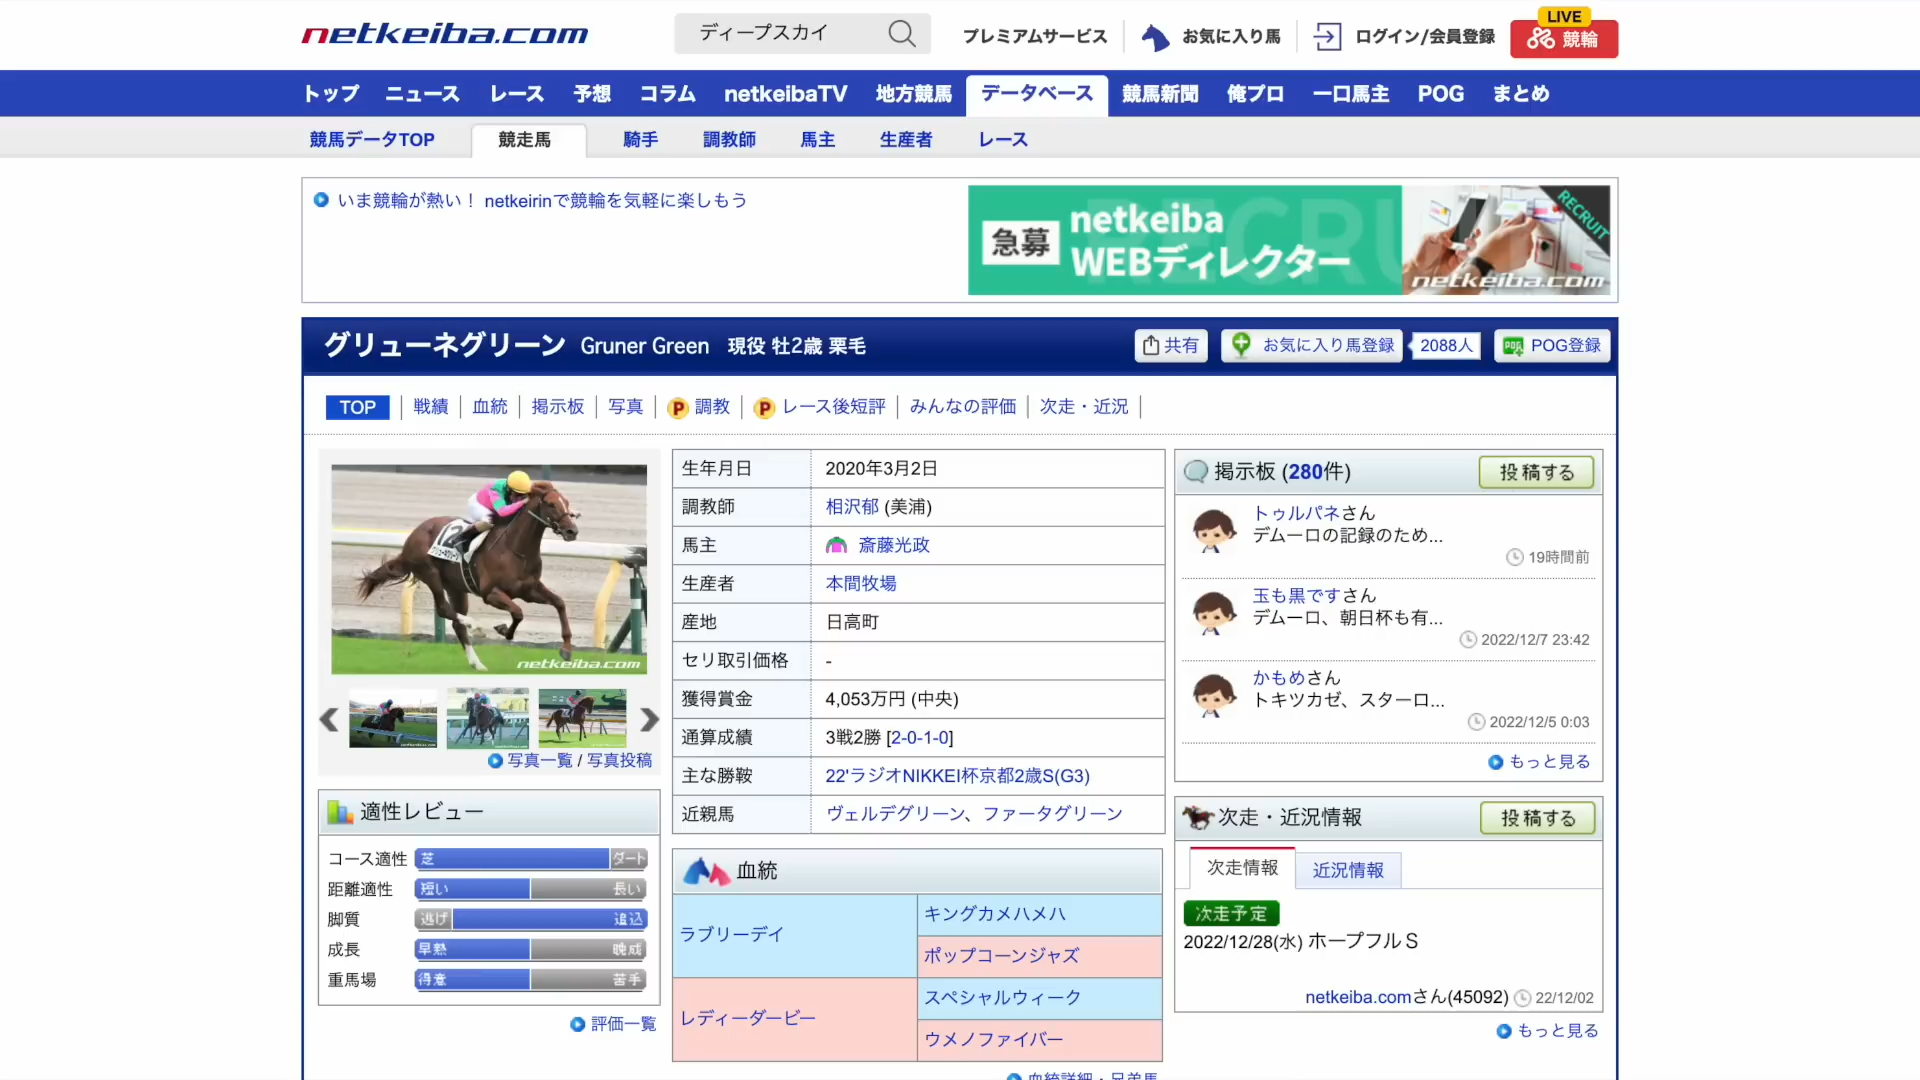 netkeiba.com
ディープスカイ
プレミアムサービス
お気に入り馬
ログイン/会員登録
LIVE
競輪
トップ ニュース レース 予想 コラム netkeibaTV 地方競馬 データベース 競馬新聞 俺プロ 一口馬主 POG まとめ
競馬データTOP 競走馬 騎手 調教師 馬主 生産者 レース
いま競輪が熱い！ netkeirinで競輪を気軽に楽しもう
急募
netkeiba
WEBディレクター
RECRUIT
netkeiba.com
グリューネグリーン Gruner Green 現役 牡2歳 栗毛
共有
お気に入り馬登録
2088人
POG登録
TOP 戦績 血統 掲示板 写真 P 調教 P レース後短評 みんなの評価 次走・近況
12
グリューネグリーン
netkeiba.com
写真一覧 / 写真投稿
適性レビュー
コース適性 芝 ダート
距離適性 短い 長い
脚質 逃げ 追込
成長 早熟 晩成
重馬場 得意 苦手
評価一覧
生年月日 2020年3月2日
調教師 相沢郁 (美浦)
馬主 斎藤光政
生産者 本間牧場
産地 日高町
セリ取引価格 -
獲得賞金 4,053万円 (中央)
通算成績 3戦2勝 [2-0-1-0]
主な勝鞍 22'ラジオNIKKEI杯京都2歳S(G3)
近親馬 ヴェルデグリーン、ファータグリーン
血統
ラブリーデイ
キングカメハメハ
ポップコーンジャズ
レディーダービー
スペシャルウィーク
ウメノファイバー
血統詳細・兄弟馬
掲示板 (280件)
投稿する
トゥルパネさん
デムーロの記録のため...
19時間前
玉も黒ですさん
デムーロ、朝日杯も有...
2022/12/7 23:42
かもめさん
トキツカゼ、スターロ...
2022/12/5 0:03
もっと見る
次走・近況情報
投稿する
次走情報 近況情報
次走予定
2022/12/28(水) ホープフルＳ
netkeiba.comさん(45092) 22/12/02
もっと見る